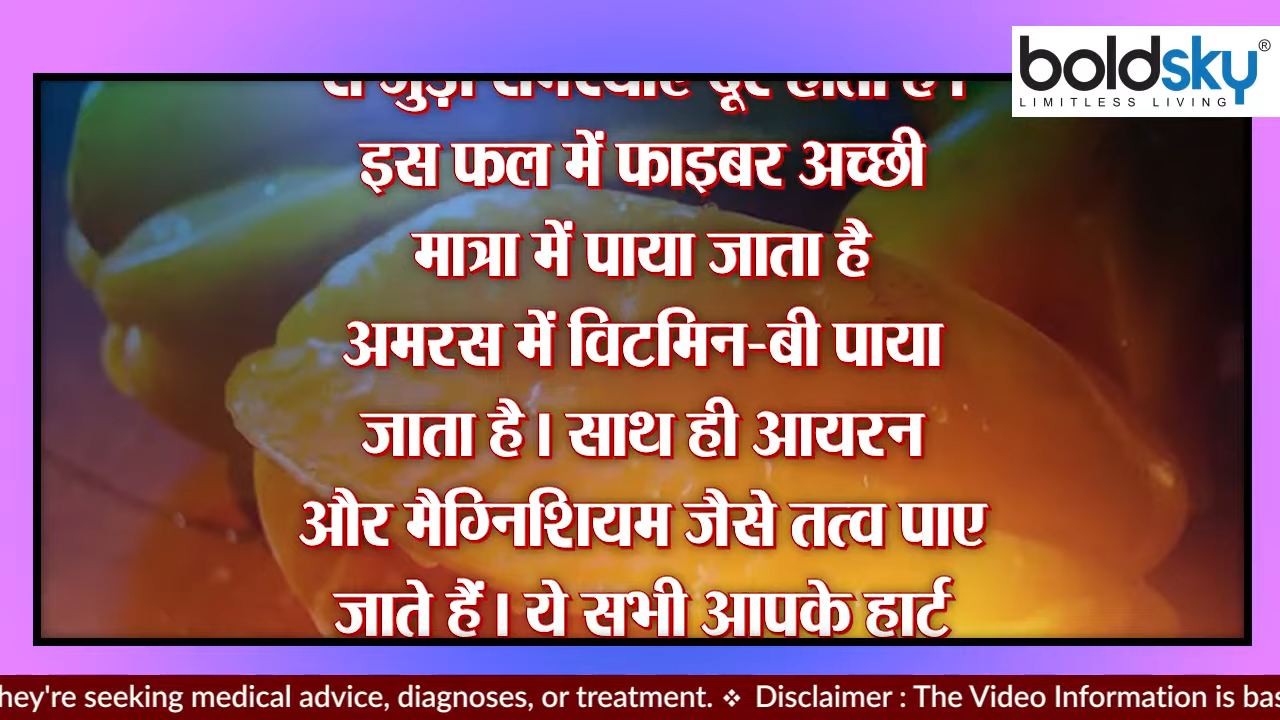 boldsky®
LIMITLESS LIVING
इस फल में फाइबर अच्छी
मात्रा में पाया जाता है
अमरस में विटमिन-बी पाया
जाता है। साथ ही आयरन
और मैग्निशियम जैसे तत्व पाए
जाते हैं। ये सभी आपके हार्ट
hey're seeking medical advice, diagnoses, or treatment. ❖ Disclaimer : The Video Information is bas